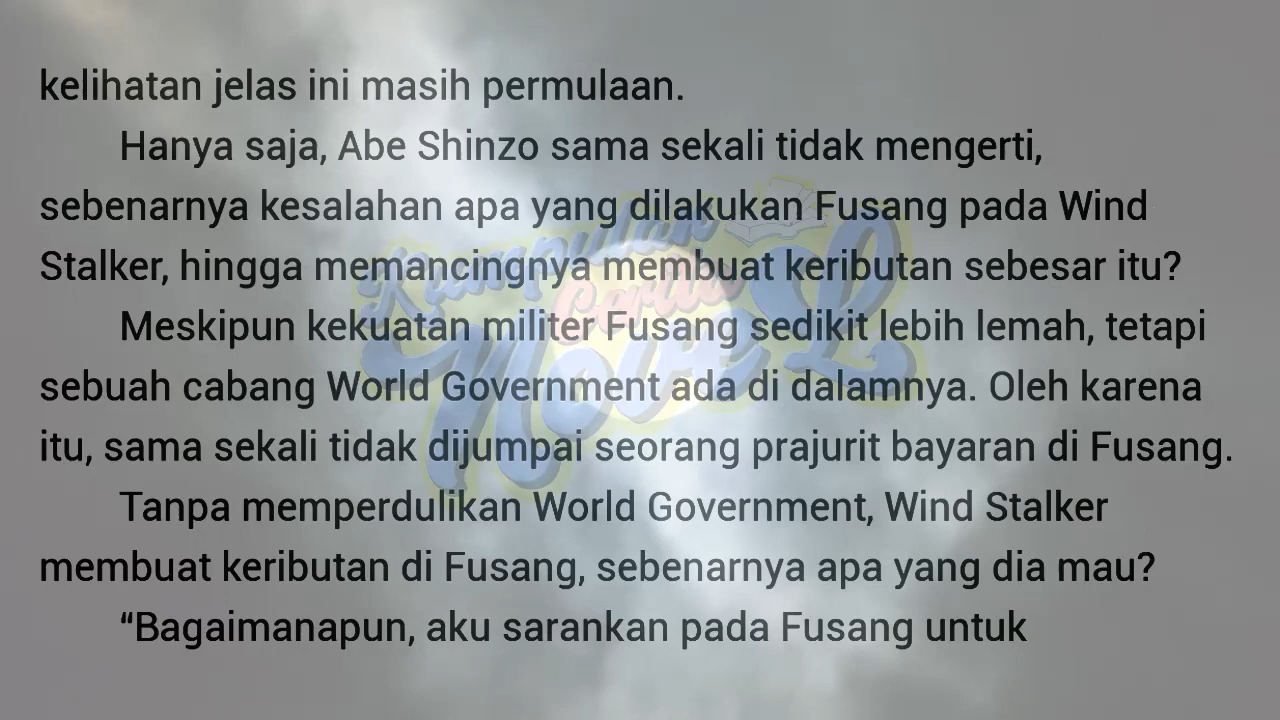 kelihatan jelas ini masih permulaan.
Hanya saja, Abe Shinzo sama sekali tidak mengerti,
sebenarnya kesalahan apa yang dilakukan Fusang pada Wind
Stalker, hingga memancingnya membuat keributan sebesar itu?
Meskipun kekuatan militer Fusang sedikit lebih lemah, tetapi
sebuah cabang World Government ada di dalamnya. Oleh karena
itu, sama sekali tidak dijumpai seorang prajurit bayaran di Fusang.
Tanpa memperdulikan World Government, Wind Stalker
membuat keributan di Fusang, sebenarnya apa yang dia mau?
“Bagaimanapun, aku sarankan pada Fusang untuk
Kumpulan
Cerita
Novel